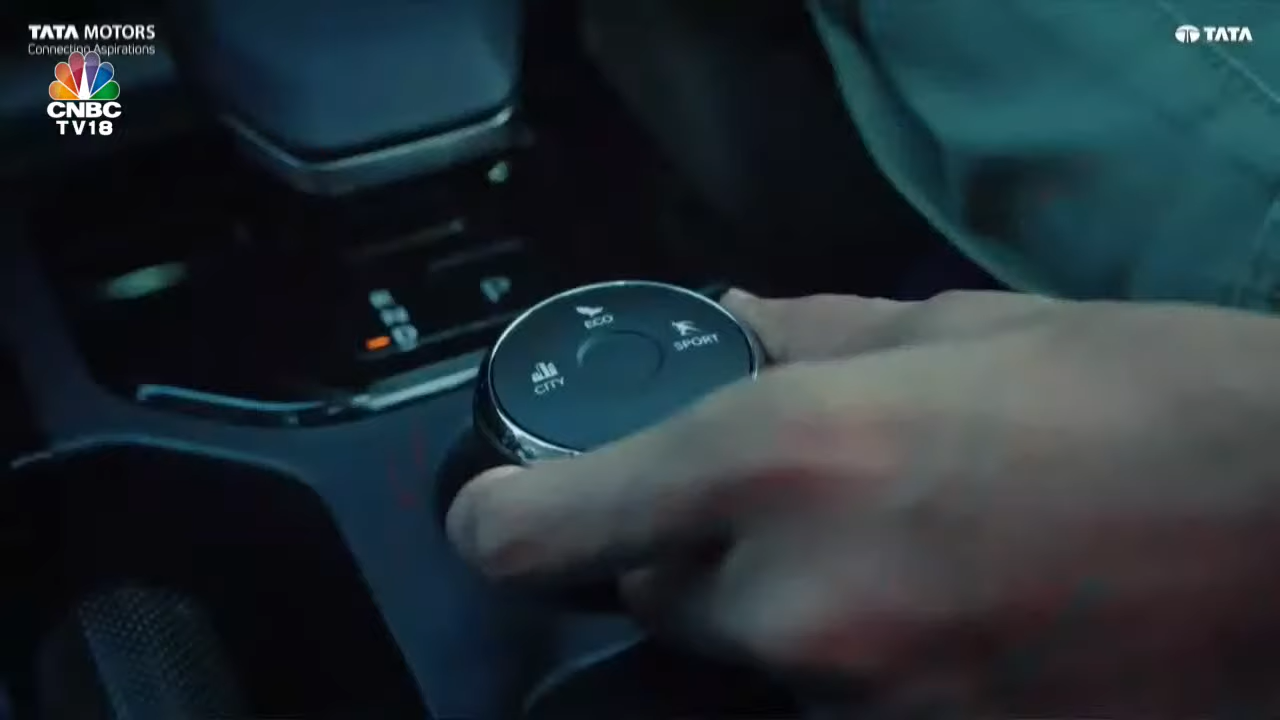 TATA MOTORS
Connecting Aspirations
CNBC
TV18
TATA
ECO
SPORT
CITY